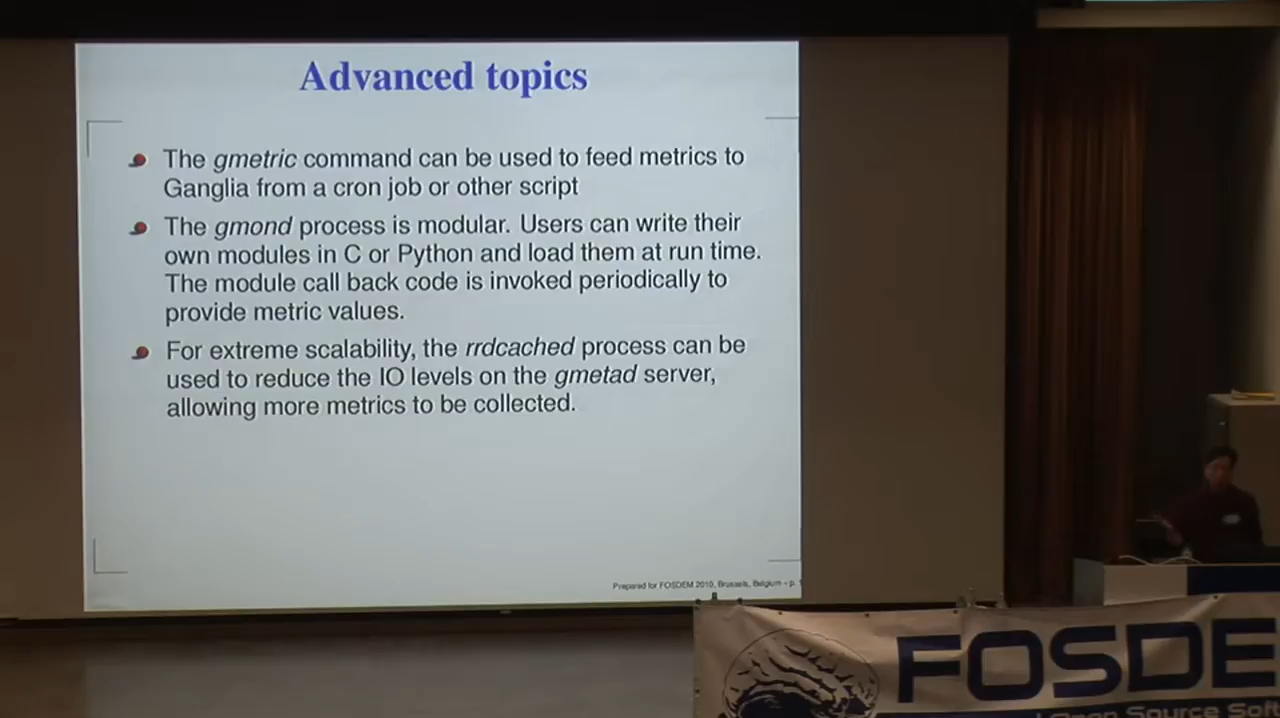 Advanced topics
The gmetric command can be used to feed metrics to
Ganglia from a cron job or other script
The gmond process is modular. Users can write their
own modules in C or Python and load them at run time.
The module call back code is invoked periodically to
provide metric values.
For extreme scalability, the rrdcached process can be
used to reduce the IO levels on the gmetad server,
allowing more metrics to be collected.
Prepared for FOSDEM 2010, Brussels, Belgium – p. 1
FOSDE
Open Source Soft